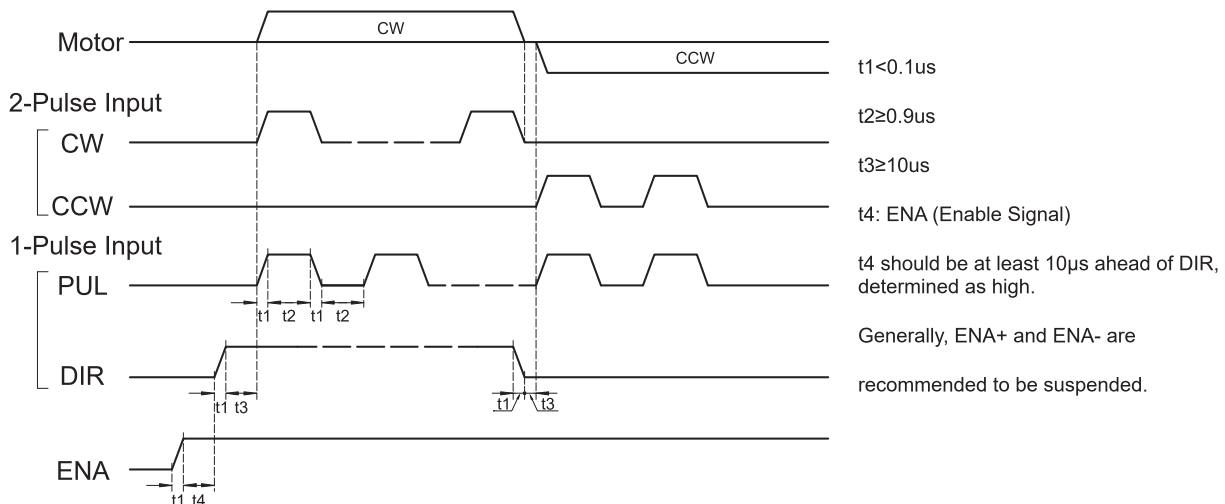 Motor
CW
CCW
t1<0.1us
2-Pulse Input
t2≥0.9us
CW
t3≥10us
CCW
t4: ENA (Enable Signal)
1-Pulse Input
PUL
t4 should be at least 10μs ahead of DIR,
determined as high.
t1 t2 t1 t2
Generally, ENA+ and ENA- are
DIR
recommended to be suspended.
t1 t3
t1 t3
ENA
t1 t4